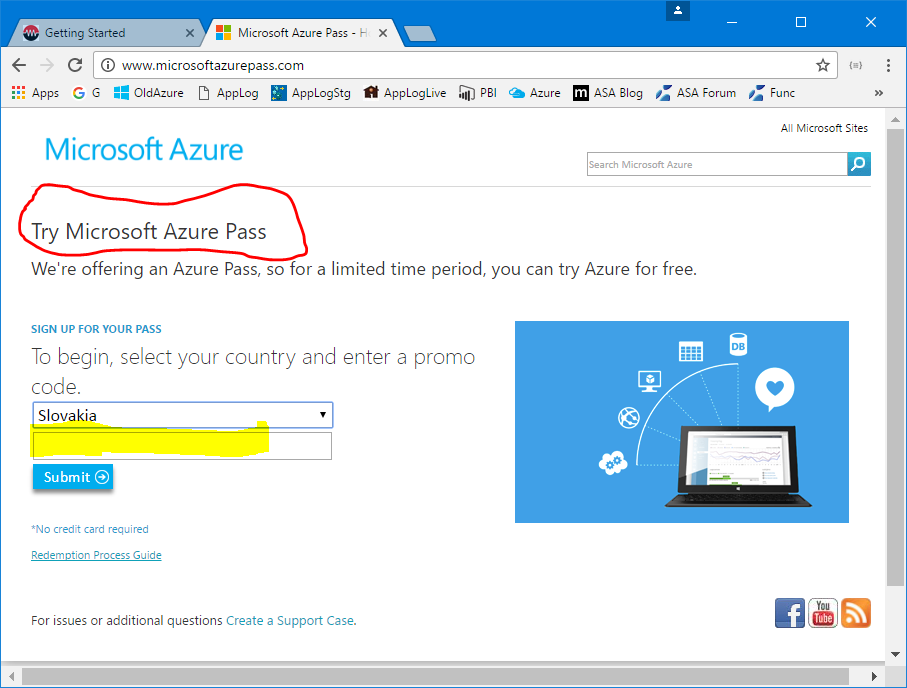 Getting Started
Microsoft Azure Pass - H
www.microsoftazurepass.com
Apps G OldAzure AppLog AppLogStg AppLogLive PBI Azure m ASA Blog ASA Forum Func »
All Microsoft Sites
Microsoft Azure
Search Microsoft Azure
Try Microsoft Azure Pass
We're offering an Azure Pass, so for a limited time period, you can try Azure for free.
SIGN UP FOR YOUR PASS
To begin, select your country and enter a promo
code.
Slovakia
Submit
DB
*No credit card required
Redemption Process Guide
For issues or additional questions Create a Support Case.
f You Tube